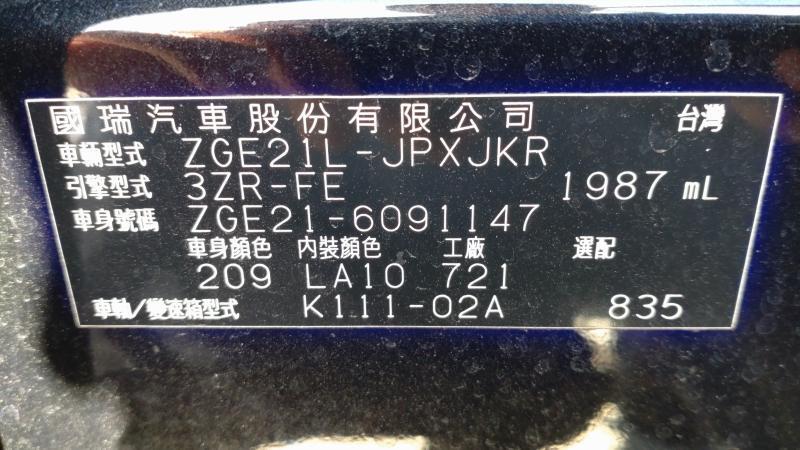 國瑞汽車股份有限公司 台灣
車輛型式 ZGE21L-JPXJKR
引擎型式 3ZR-FE 1987 mL
車身號碼 ZGE21-6091147
車身顏色 內裝顏色 工廠 選配
209 LA10 721
車軸/變速箱型式 K111-02A 835